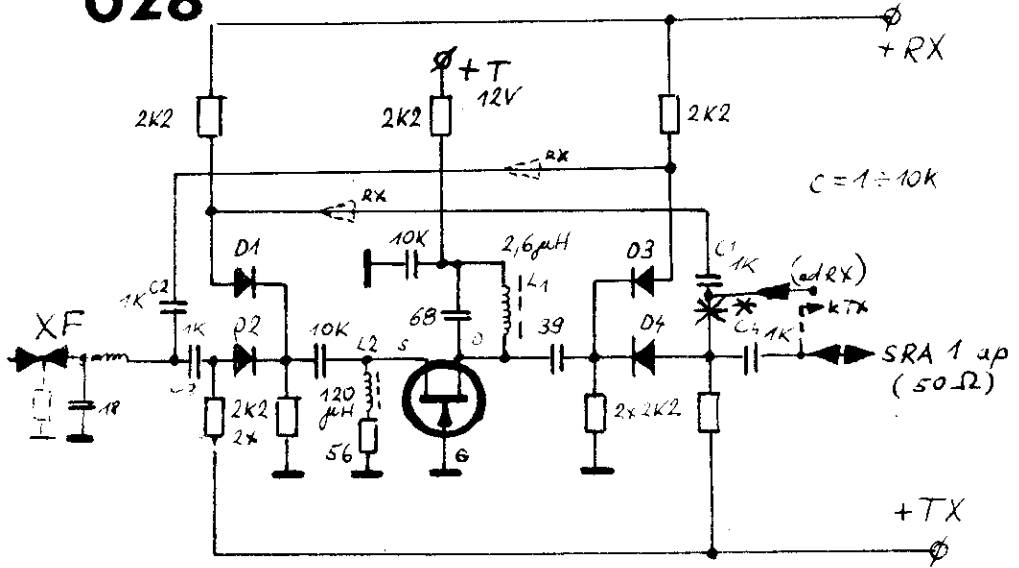 028
+ RX
+ T
12V
2K2
2K2
2K2
RX
RX
C = 1 ÷ 10K
10K
2,6µH
D1
D3
C1
1K
(od RX)
L1
kTX
1K
C2
68
39
XF
1K
D2
10K
L2
S
D
D4
C4
1K
SRA 1 ap
(50Ω)
18
2K2
2x
120
µH
56
G
2x2K2
+TX